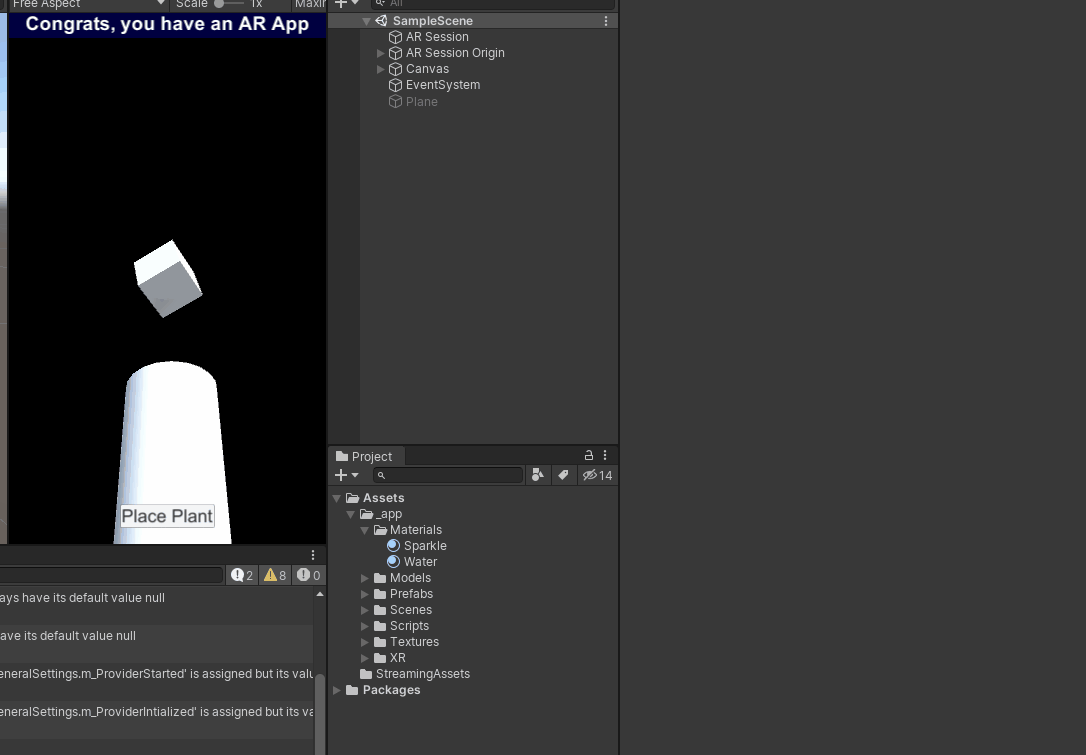 Free Aspect Scale 1x Maxir
Congrats, you have an AR App
Place Plant
2 8 0
ays have its default value null
ave its default value null
eneralSettings.m_ProviderStarted' is assigned but its valu
eneralSettings.m_ProviderIntialized' is assigned but its va
All
SampleScene
AR Session
AR Session Origin
Canvas
EventSystem
Plane
Project
14
Assets
_app
Materials
Sparkle
Water
Models
Prefabs
Scenes
Scripts
Textures
XR
StreamingAssets
Packages